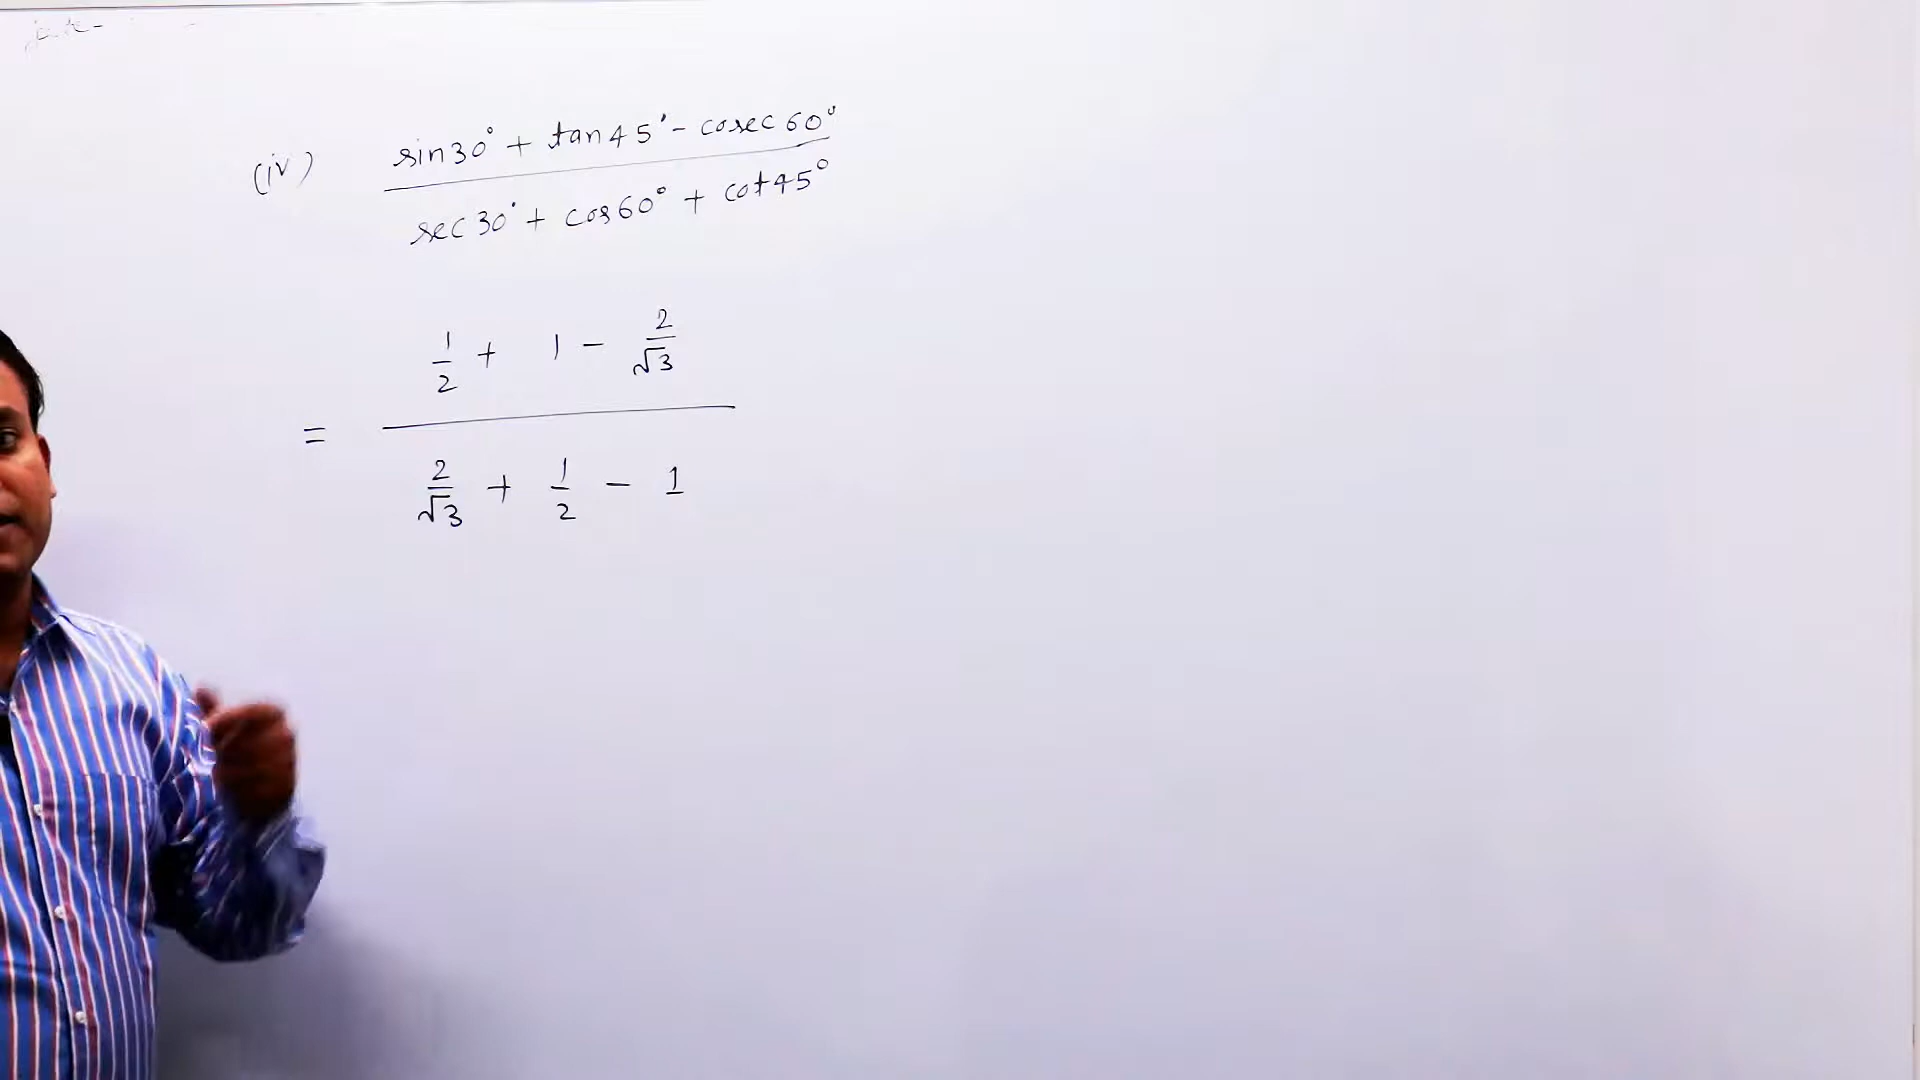 (iv) sin30° + tan45° - cosec60°
sec30° + cos60° + cot45°
1/2 + 1 - 2/√3
=
2/√3 + 1/2 - 1